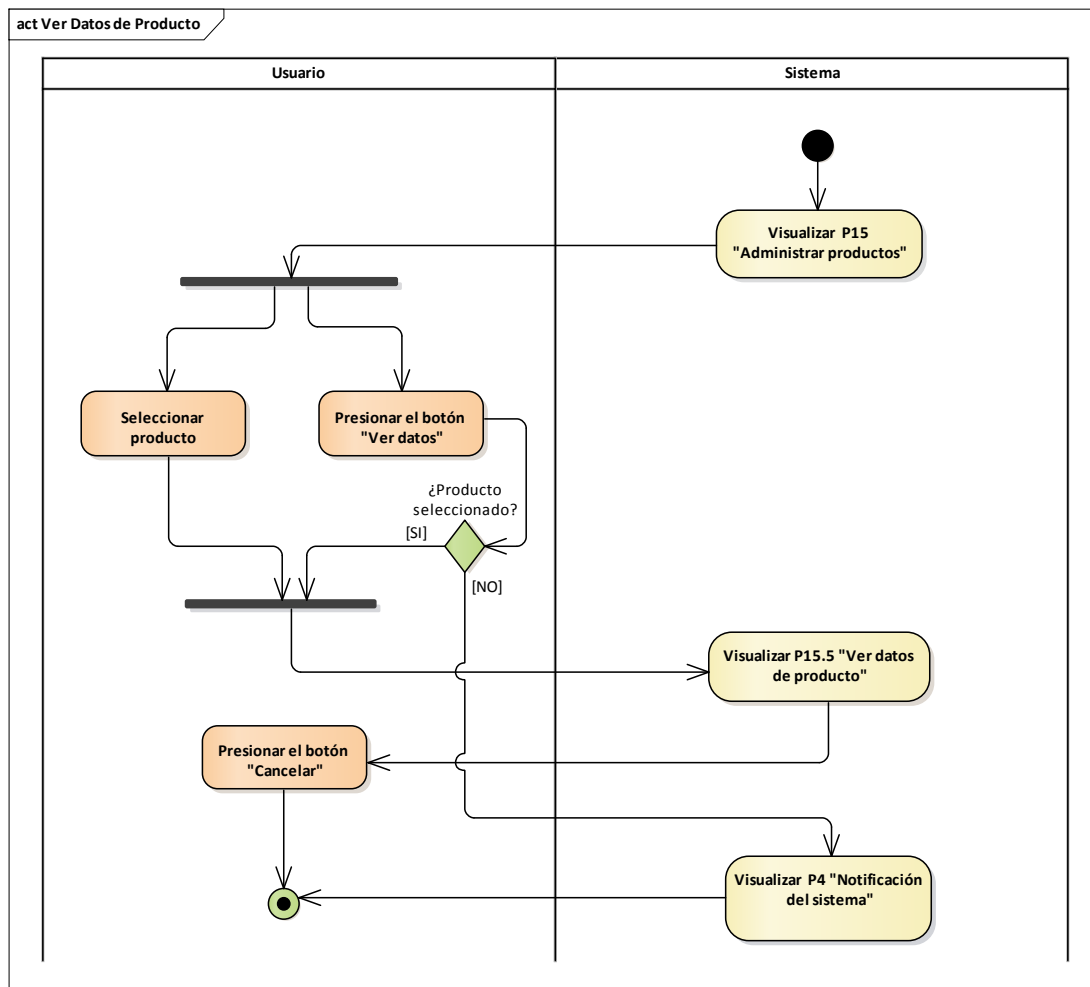 act Ver Datos de Producto
Usuario
Sistema
Visualizar P15
"Administrar productos"
Seleccionar
producto
Presionar el botón
"Ver datos"
¿Producto
seleccionado?
[SI]
[NO]
Visualizar P15.5 "Ver datos
de producto"
Presionar el botón
"Cancelar"
Visualizar P4 "Notificación
del sistema"